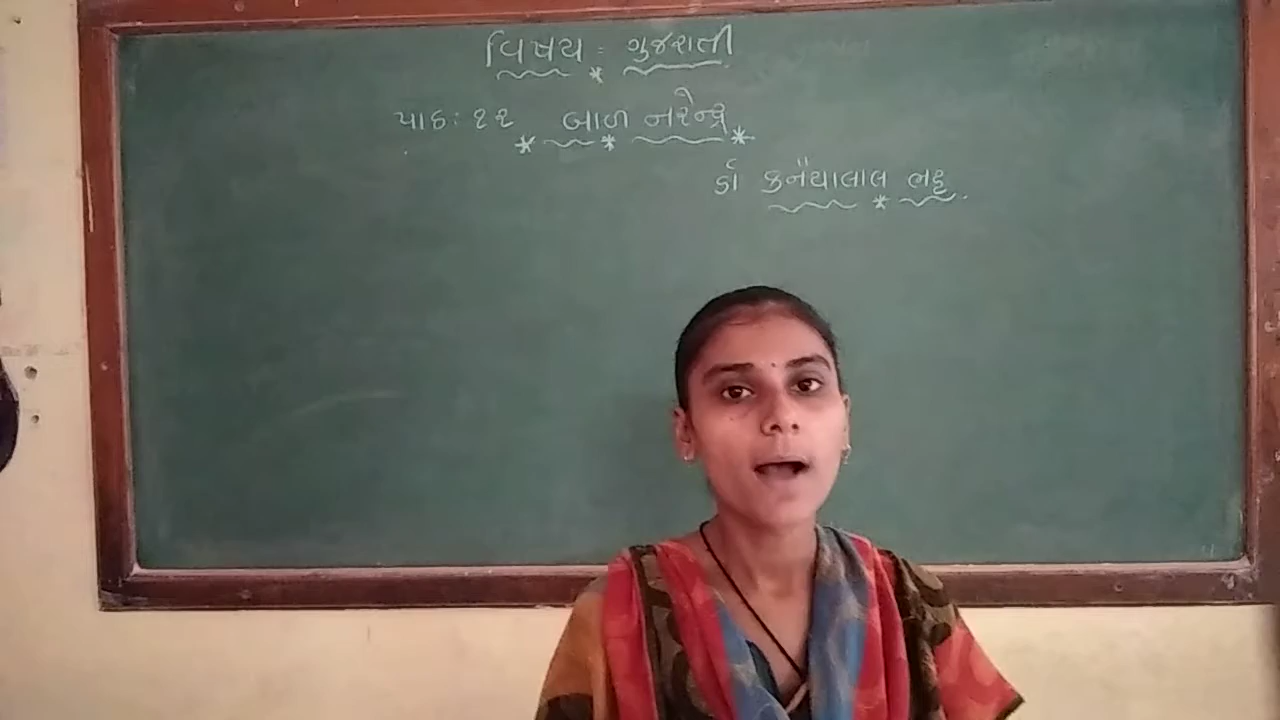 વિષય : ગુજરાતી
પાઠ : ૧૨ બાળ નરેન્દ્ર
ડૉ કનૈયાલાલ ભટ્ટ.